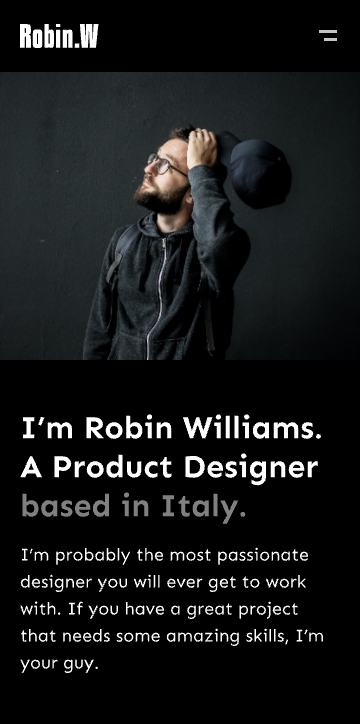 Robin.W
I’m Robin Williams.
A Product Designer
based in Italy.
I’m probably the most passionate
designer you will ever get to work
with. If you have a great project
that needs some amazing skills, I’m
your guy.